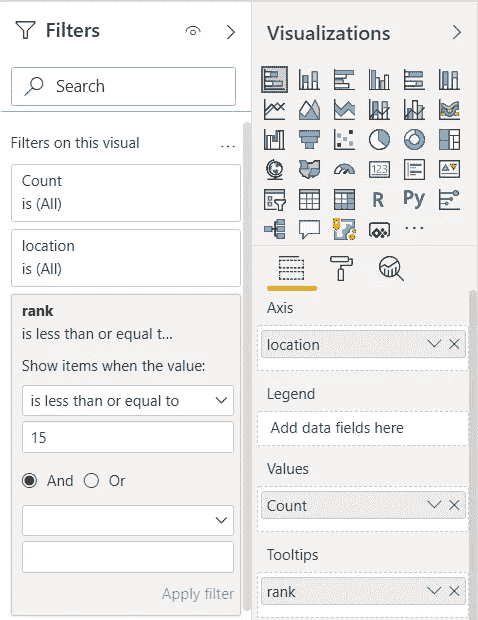 Filters
Search
Filters on this visual
...
Count
is (All)
location
is (All)
rank
is less than or equal t...
Show items when the value:
is less than or equal to
15
And Or
Apply filter
Visualizations
123
R Py
...
Axis
location
Legend
Add data fields here
Values
Count
Tooltips
rank